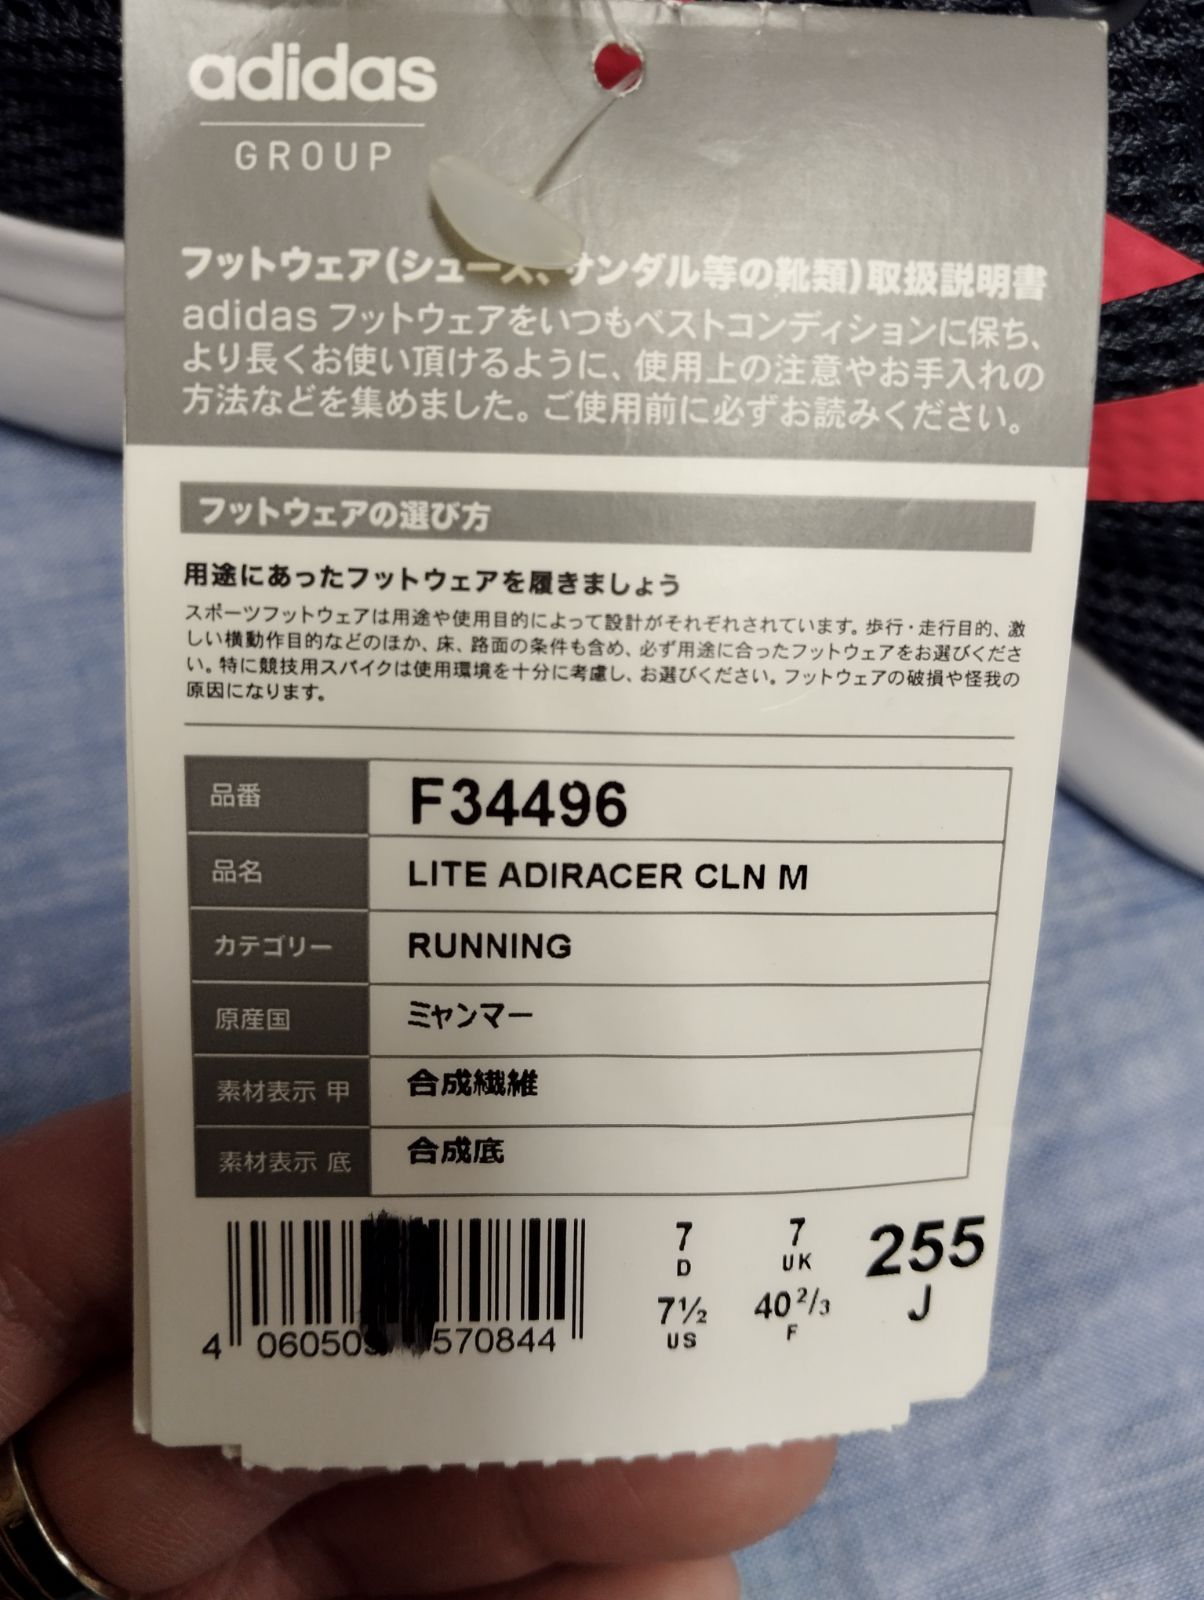 adidas
GROUP
フットウェア(シューズ、サンダル等の靴類)取扱説明書
adidas フットウェアをいつもベストコンディションに保ち、
より長くお使い頂けるように、使用上の注意やお手入れの
方法などを集めました。ご使用前に必ずお読みください。
フットウェアの選び方
用途にあったフットウェアを履きましょう
スポーツフットウェアは用途や使用目的によって設計がそれぞれされています。歩行・走行目的、激
しい横動作目的などのほか、床、路面の条件も含め、必ず用途に合ったフットウェアをお選びくださ
い。特に競技用スパイクは使用環境を十分に考慮し、お選びください。フットウェアの破損や怪我の
原因になります。
品番 F34496
品名 LITE ADIRACER CLN M
カテゴリー RUNNING
原産国 ミャンマー
素材表示 甲 合成繊維
素材表示 底 合成底
7 7 255
D UK J
7½ 40 2/3
US F
4 060509 570844